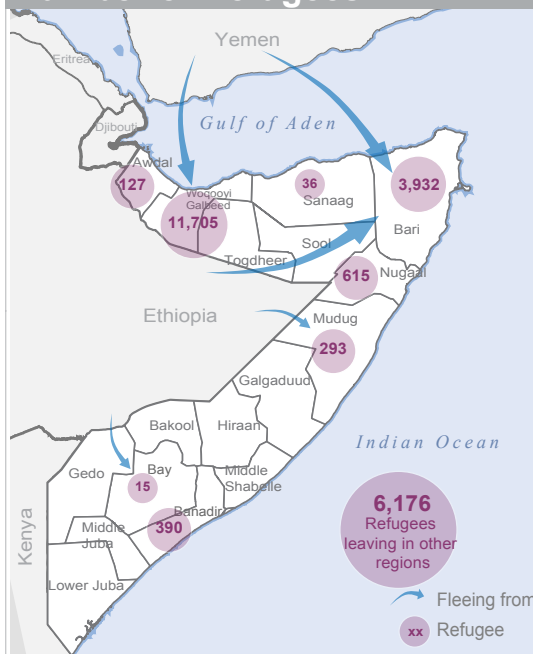 Yemen
Eritrea
Djibouti
Gulf of Aden
Awdal
127
Woqooyi
Galbeed
11,705
36
Sanaag
3,932
Bari
Sool
Togdheer
615
Nugaal
Ethiopia
Mudug
293
Galgaduud
Bakool
Hiraan
Indian Ocean
Gedo
Bay
15
Middle
Shabelle
Banadir
390
Middle
Juba
Kenya
Lower Juba
6,176
Refugees
leaving in other
regions
Fleeing from
xx
Refugee